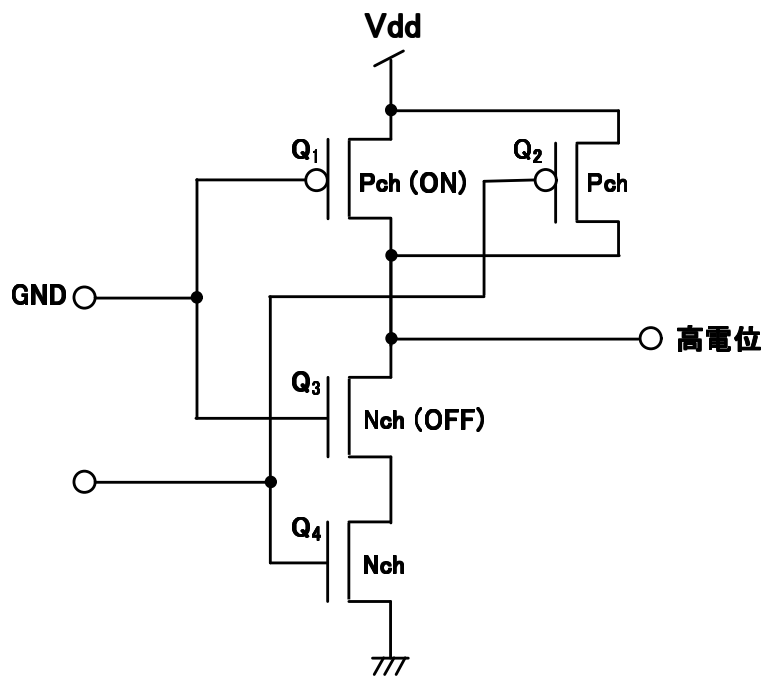 Vdd
Q1
Pch (ON)
Q2
Pch
GND
高電位
Q3
Nch (OFF)
Q4
Nch